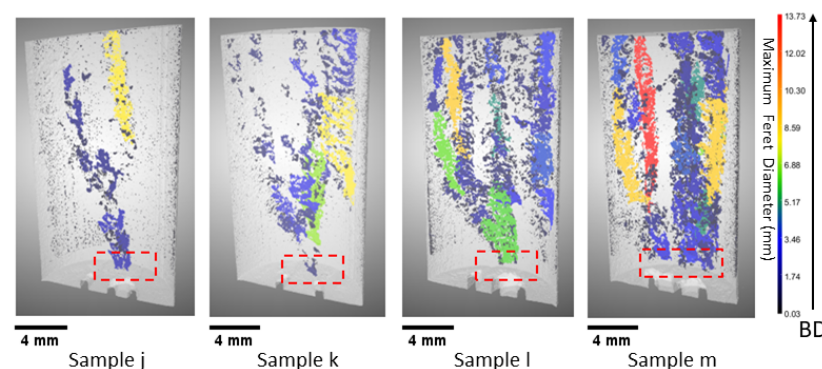 4 mm
4 mm
4 mm
4 mm
Sample j
Sample k
Sample l
Sample m
Maximum Feret Diameter (mm)
13.73
12.02
10.30
8.59
6.88
5.17
3.46
1.74
0.03
BD